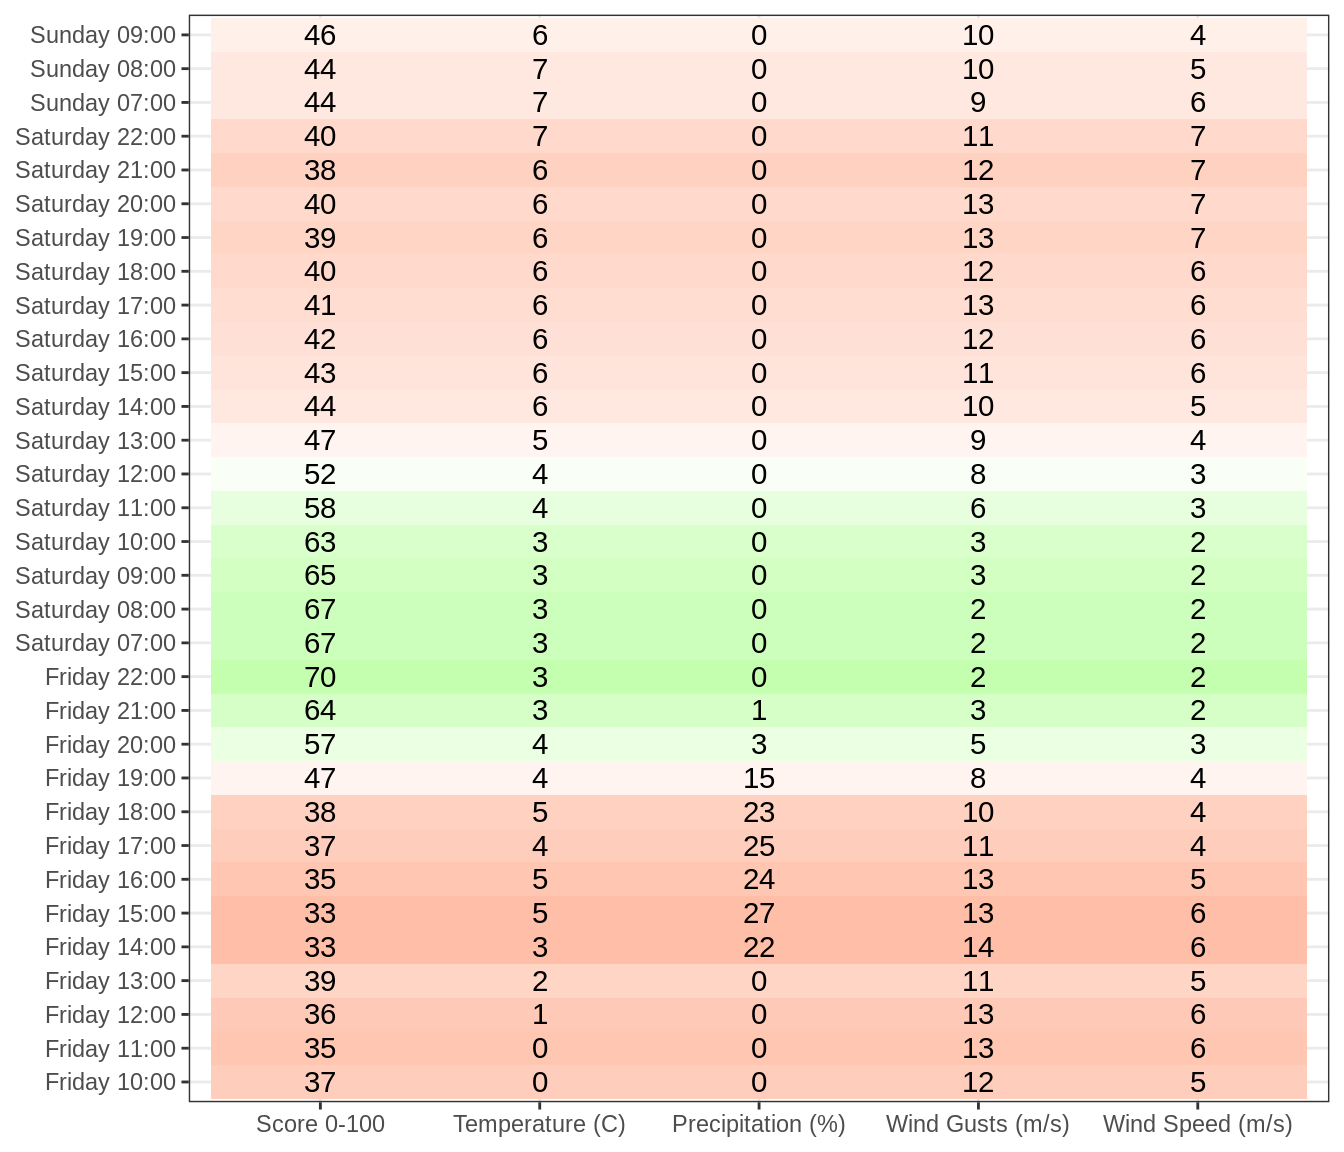 Sunday 09:00 46 6 0 10 4
Sunday 08:00 44 7 0 10 5
Sunday 07:00 44 7 0 9 6
Saturday 22:00 40 7 0 11 7
Saturday 21:00 38 6 0 12 7
Saturday 20:00 40 6 0 13 7
Saturday 19:00 39 6 0 13 7
Saturday 18:00 40 6 0 12 6
Saturday 17:00 41 6 0 13 6
Saturday 16:00 42 6 0 12 6
Saturday 15:00 43 6 0 11 6
Saturday 14:00 44 6 0 10 5
Saturday 13:00 47 5 0 9 4
Saturday 12:00 52 4 0 8 3
Saturday 11:00 58 4 0 6 3
Saturday 10:00 63 3 0 3 2
Saturday 09:00 65 3 0 3 2
Saturday 08:00 67 3 0 2 2
Saturday 07:00 67 3 0 2 2
Friday 22:00 70 3 0 2 2
Friday 21:00 64 3 1 3 2
Friday 20:00 57 4 3 5 3
Friday 19:00 47 4 15 8 4
Friday 18:00 38 5 23 10 4
Friday 17:00 37 4 25 11 4
Friday 16:00 35 5 24 13 5
Friday 15:00 33 5 27 13 6
Friday 14:00 33 3 22 14 6
Friday 13:00 39 2 0 11 5
Friday 12:00 36 1 0 13 6
Friday 11:00 35 0 0 13 6
Friday 10:00 37 0 0 12 5
Score 0-100 Temperature (C) Precipitation (%) Wind Gusts (m/s) Wind Speed (m/s)